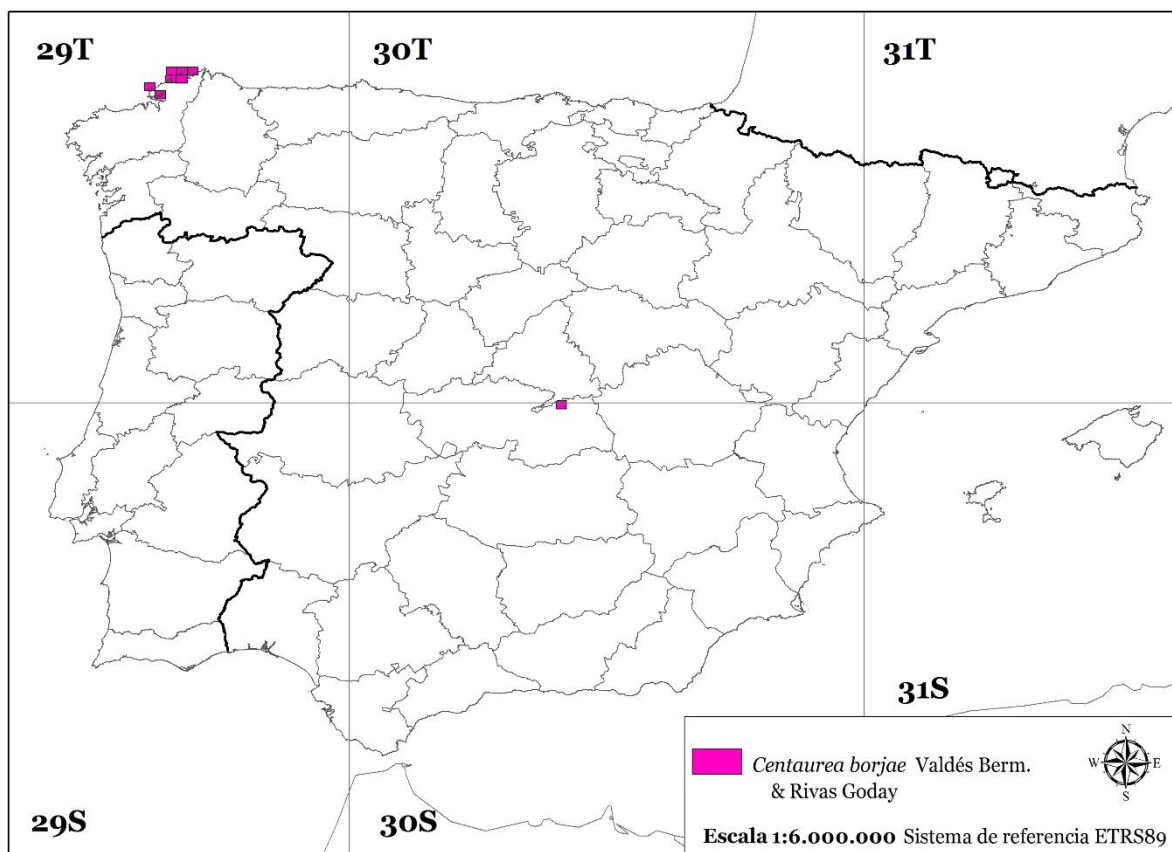 29T
30T
31T
31S
29S
30S
N
W
E
S
Centaurea borjae Valdés Berm.
& Rivas Goday
Escala 1:6.000.000 Sistema de referencia ETRS89